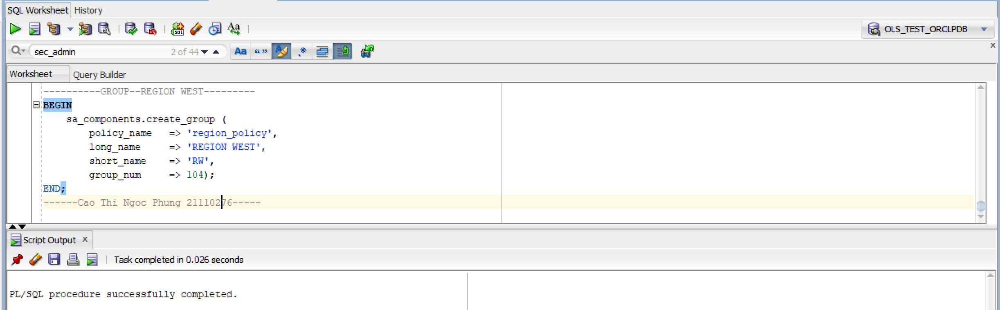 SQL Worksheet History
OLS_TEST_ORCLPDB
sec_admin 2 of 44 Aa “ ” .*
Worksheet Query Builder
----------GROUP--REGION WEST---------
BEGIN
sa_components.create_group (
policy_name => 'region_policy',
long_name => 'REGION WEST',
short_name => 'RW',
group_num => 104);
END;
------Cao Thi Ngoc Phung 21110276-----
Script Output x
Task completed in 0.026 seconds
PL/SQL procedure successfully completed.